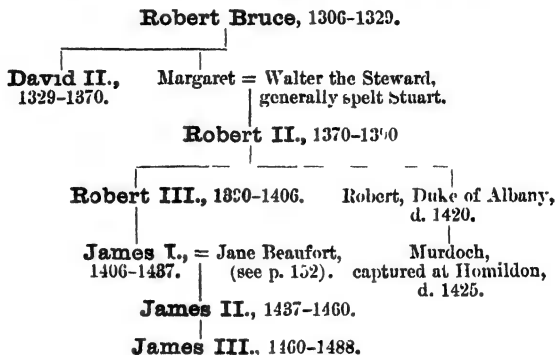 Robert Bruce, 1306-1329.
David II., Margaret = Walter the Steward,
1329-1370. generally spelt Stuart.
Robert II., 1370-1390
Robert III., 1390-1406. Robert, Duke of Albany,
d. 1420.
James I., = Jane Beaufort, Murdoch,
1406-1437. (see p. 152). captured at Homildon,
d. 1425.
James II., 1437-1460.
James III., 1460-1488.